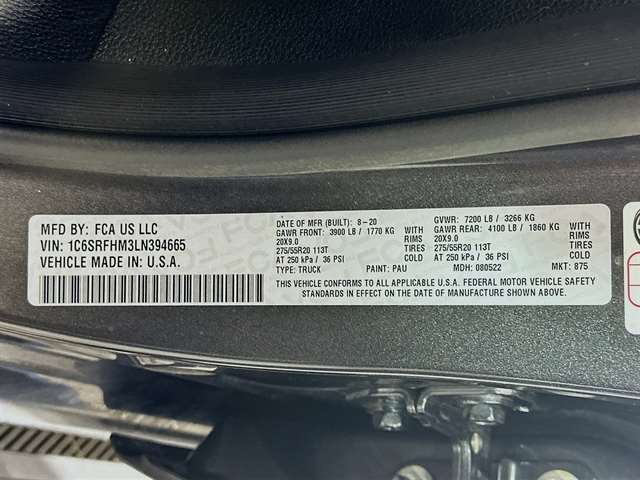 MFD BY: FCA US LLC
VIN: 1C6SRFHM3LN394665
VEHICLE MADE IN: U.S.A.
DATE OF MFR (BUILT): 8-20
GAWR FRONT: 3900 LB / 1770 KG WITH
20X9.0 RIMS
275/55R20 113T TIRES
AT 250 kPa / 36 PSI COLD
GVWR: 7200 LB / 3266 KG
GAWR REAR: 4100 LB / 1860 KG WITH
20X9.0 RIMS
275/55R20 113T TIRES
AT 250 kPa / 36 PSI COLD
TYPE: TRUCK PAINT: PAU MDH: 080522 MKT: 875
THIS VEHICLE CONFORMS TO ALL APPLICABLE U.S.A. FEDERAL MOTOR VEHICLE SAFETY
STANDARDS IN EFFECT ON THE DATE OF MANUFACTURE SHOWN ABOVE.